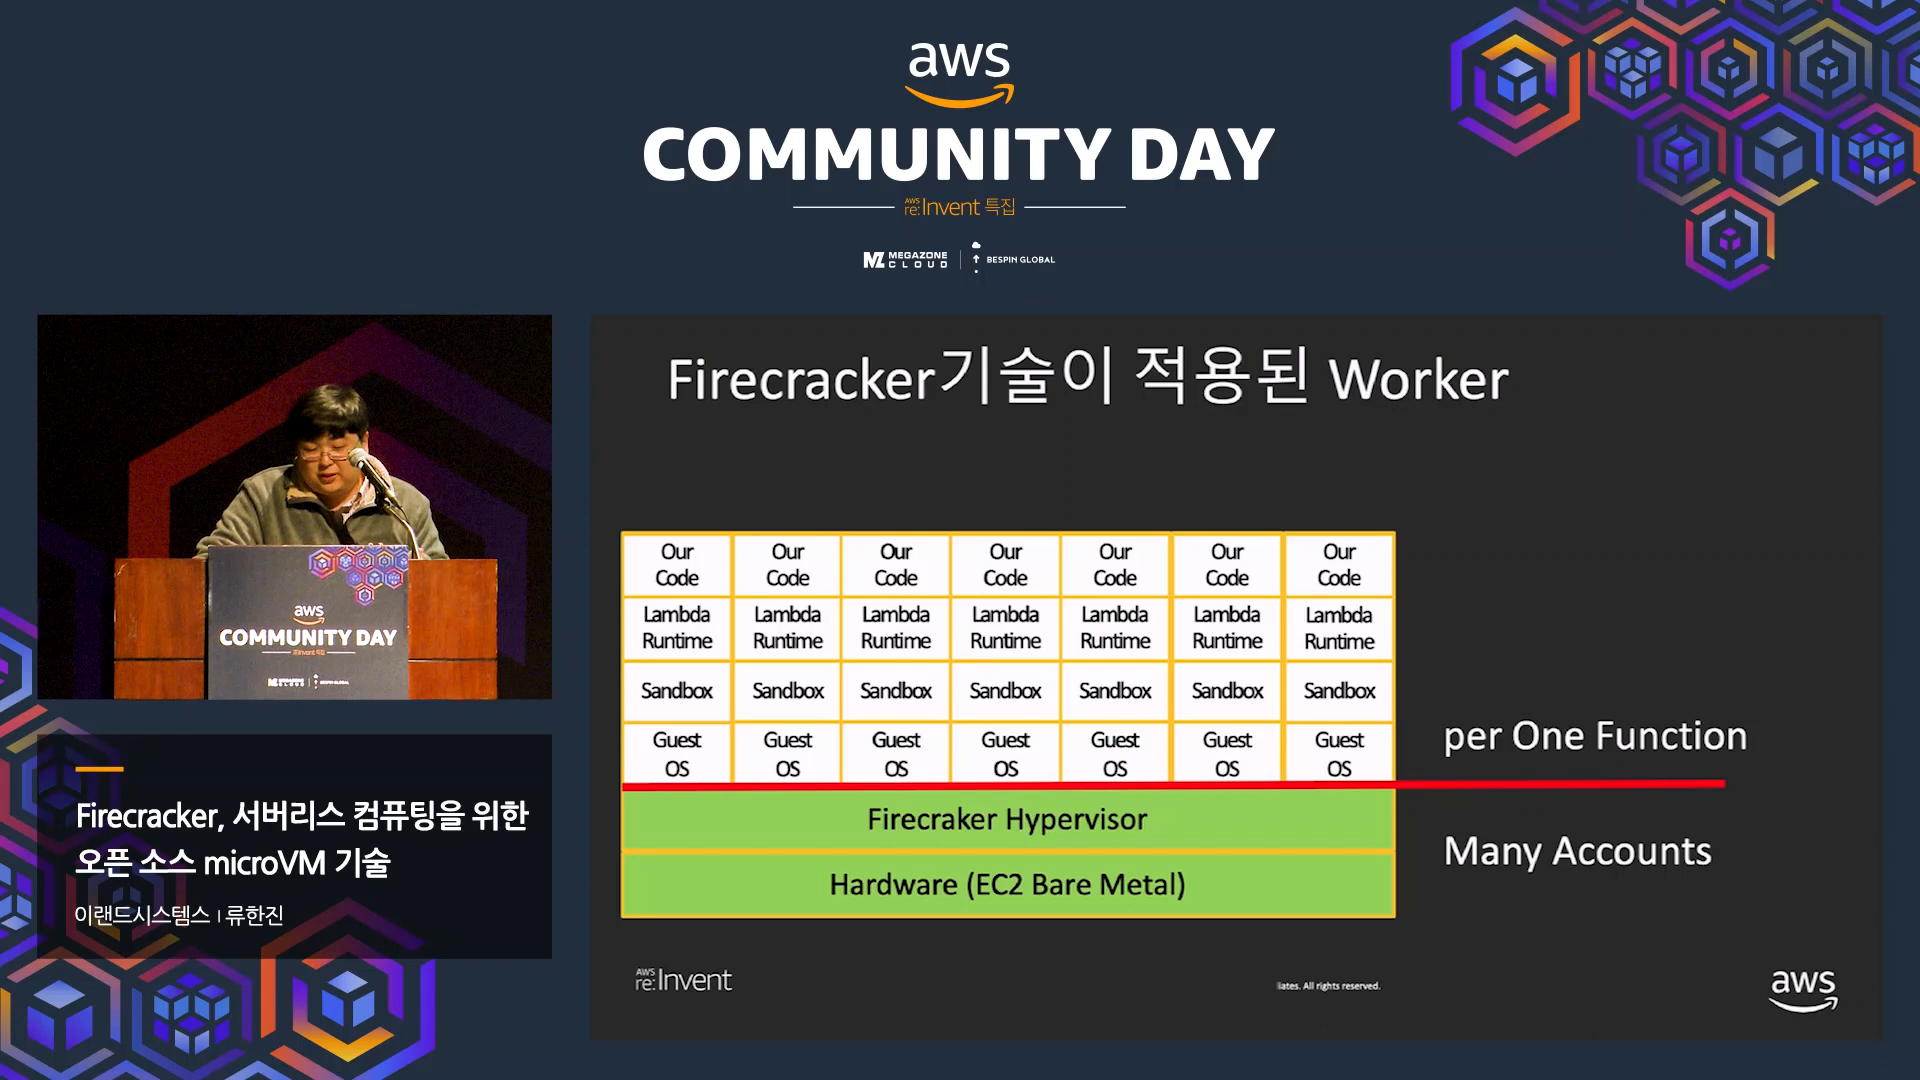 aws
COMMUNITY DAY
AWS re:Invent 특집
MEGAZONE CLOUD
BESPIN GLOBAL
aws
COMMUNITY DAY
Firecracker, 서버리스 컴퓨팅을 위한
오픈 소스 microVM 기술
이랜드시스템스 | 류한진
Firecracker기술이 적용된 Worker
Our Code Our Code Our Code Our Code Our Code Our Code Our Code
Lambda Runtime Lambda Runtime Lambda Runtime Lambda Runtime Lambda Runtime Lambda Runtime Lambda Runtime
Sandbox Sandbox Sandbox Sandbox Sandbox Sandbox Sandbox
Guest OS Guest OS Guest OS Guest OS Guest OS Guest OS Guest OS
per One Function
Firecraker Hypervisor
Many Accounts
Hardware (EC2 Bare Metal)
AWS re:Invent
liates. All rights reserved.
aws